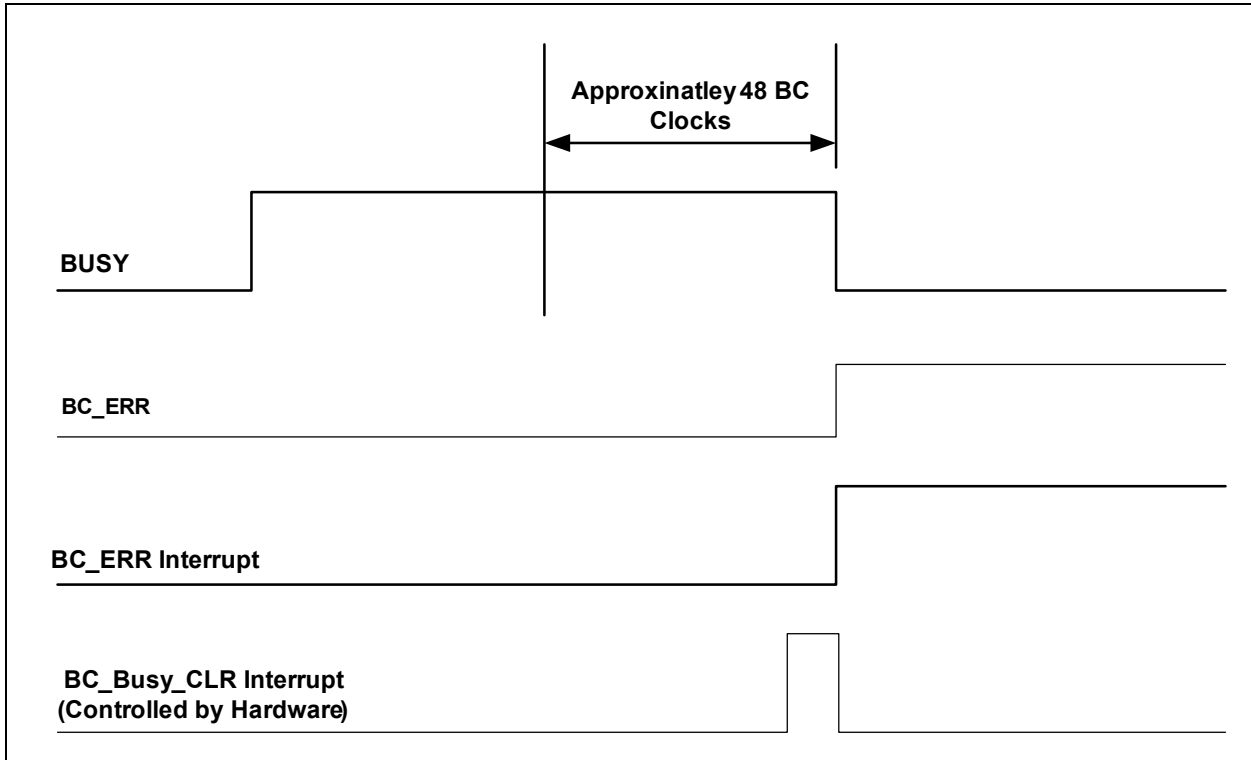 Approxinatley 48 BC
Clocks
BUSY
BC_ERR
BC_ERR Interrupt
BC_Busy_CLR Interrupt
(Controlled by Hardware)